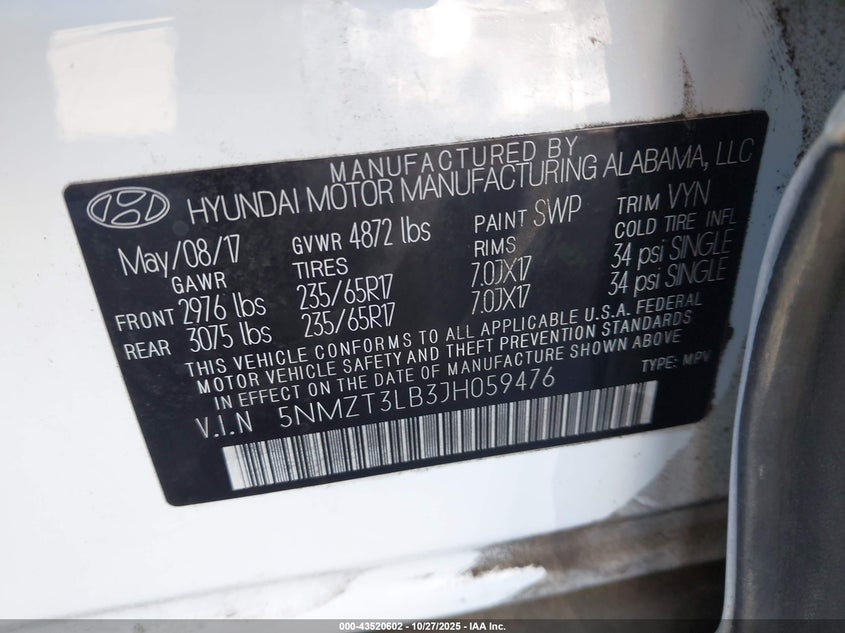 MANUFACTURED BY
HYUNDAI MOTOR MANUFACTURING ALABAMA, LLC
May/08/17 GVWR 4872 lbs PAINT SWP TRIM VYN
GAWR TIRES RIMS COLD TIRE INFL
FRONT 2976 lbs 235/65R17 7.0JX17 34 psi SINGLE
REAR 3075 lbs 235/65R17 7.0JX17 34 psi SINGLE
THIS VEHICLE CONFORMS TO ALL APPLICABLE U.S.A. FEDERAL
MOTOR VEHICLE SAFETY AND THEFT PREVENTION STANDARDS
IN EFFECT ON THE DATE OF MANUFACTURE SHOWN ABOVE
V.I.N 5NMZT3LB3JH059476 TYPE: MPV
000-43520602 - 10/27/2025 - IAA Inc.